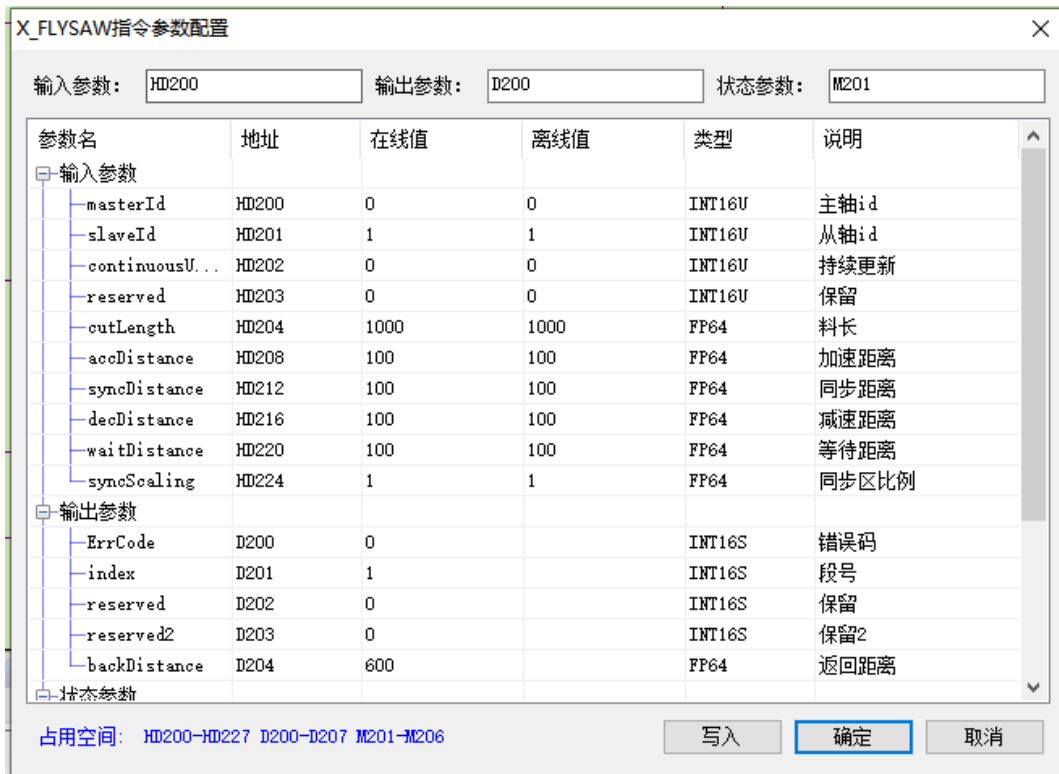 X_FLYSAW指令参数配置
输入参数: HD200 输出参数: D200 状态参数: M201
参数名 地址 在线值 离线值 类型 说明
输入参数
masterId HD200 0 0 INT16U 主轴id
slaveId HD201 1 1 INT16U 从轴id
continuousU... HD202 0 0 INT16U 持续更新
reserved HD203 0 0 INT16U 保留
cutLength HD204 1000 1000 FP64 料长
accDistance HD208 100 100 FP64 加速距离
syncDistance HD212 100 100 FP64 同步距离
decDistance HD216 100 100 FP64 减速距离
waitDistance HD220 100 100 FP64 等待距离
syncScaling HD224 1 1 FP64 同步区比例
输出参数
ErrCode D200 0 INT16S 错误码
index D201 1 INT16S 段号
reserved D202 0 INT16S 保留
reserved2 D203 0 INT16S 保留2
backDistance D204 600 FP64 返回距离
状态参数
占用空间: HD200-HD227 D200-D207 M201-M206 写入 确定 取消